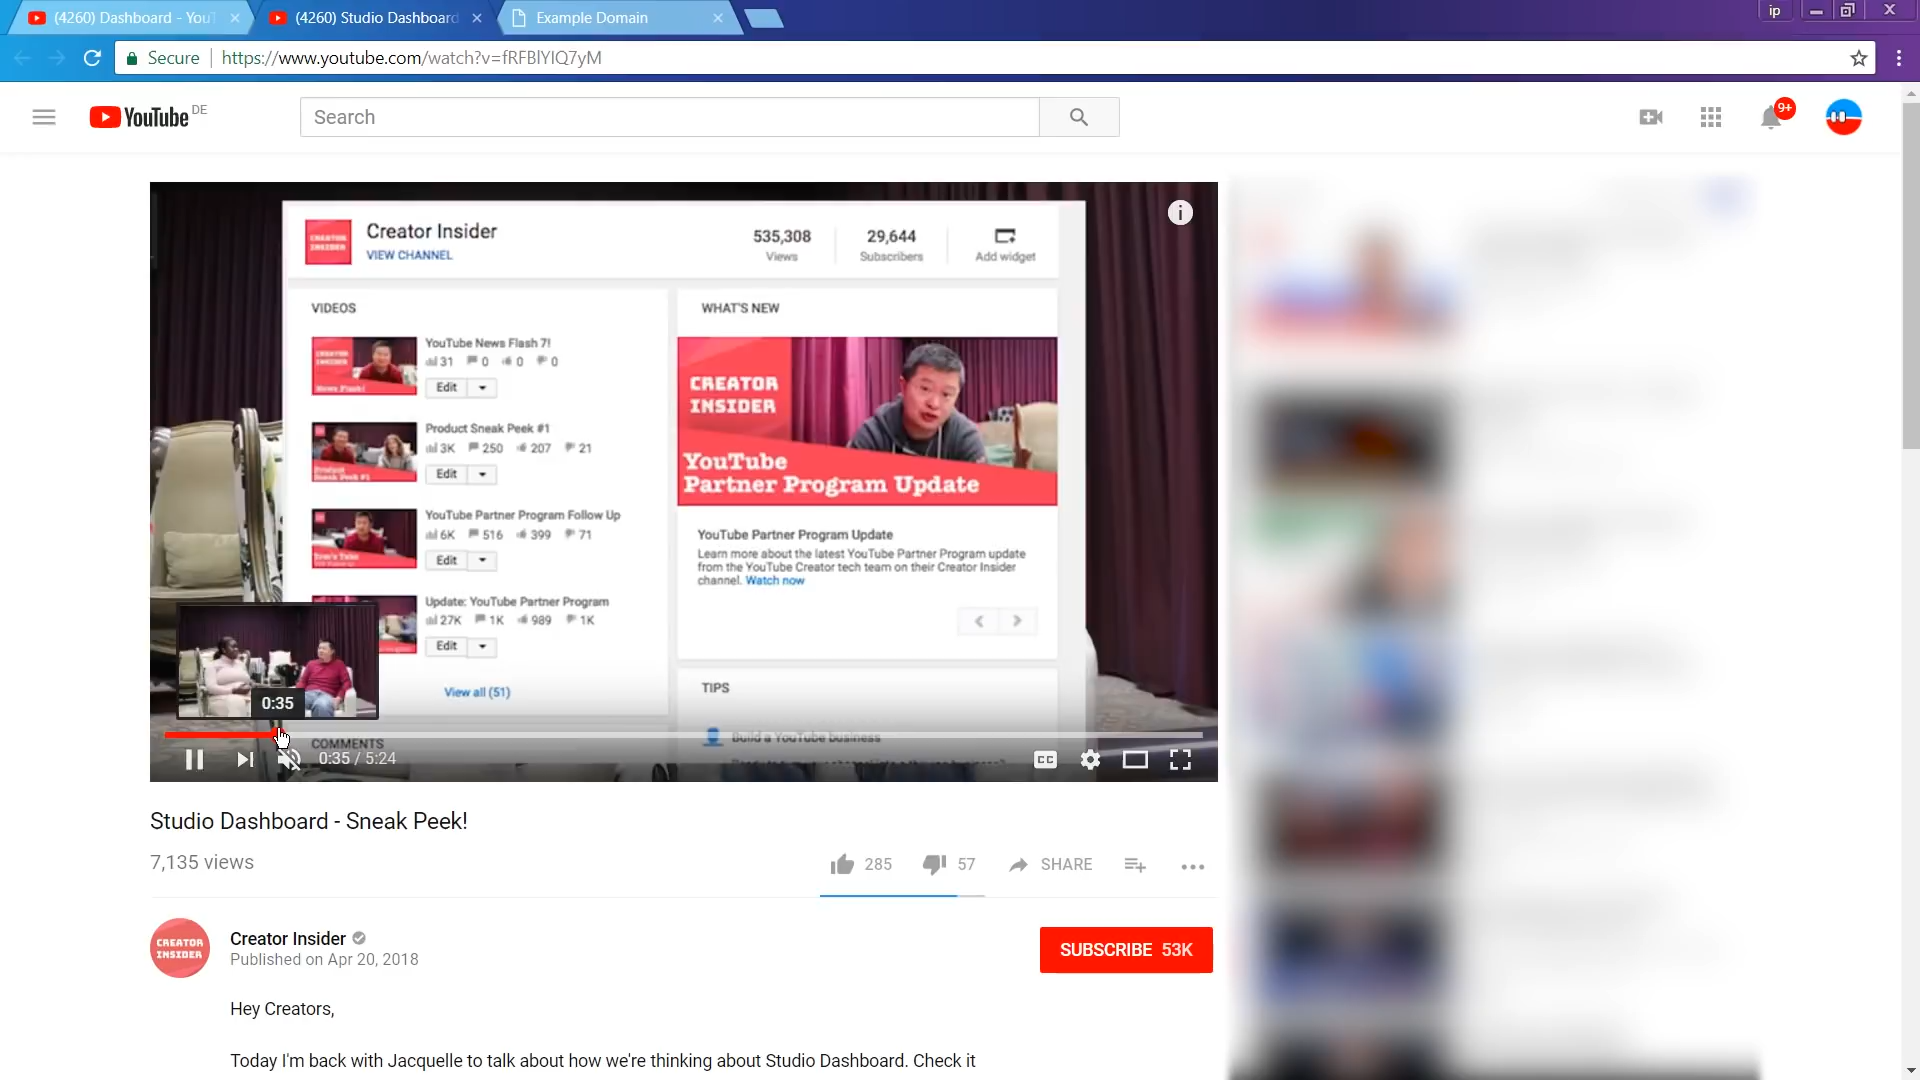 (4260) Dashboard - YouT
(4260) Studio Dashboard
Example Domain
ip
Secure
https://www.youtube.com/watch?v=fRFBlYIQ7yM
YouTube DE
Search
9+
Creator Insider
VIEW CHANNEL
535,308
Views
29,644
Subscribers
Add widget
VIDEOS
YouTube News Flash 7!
31 0 0 0
Edit
Product Sneak Peek #1
3K 250 207 21
Edit
YouTube Partner Program Follow Up
6K 516 399 71
Edit
Update: YouTube Partner Program
27K 1K 989 1K
Edit
View all (51)
COMMENTS
WHAT'S NEW
CREATOR
INSIDER
YouTube
Partner Program Update
YouTube Partner Program Update
Learn more about the latest YouTube Partner Program update
from the YouTube Creator tech team on their Creator Insider
channel. Watch now
TIPS
Build a YouTube business
0:35
0:35 / 5:24
CC
Studio Dashboard - Sneak Peek!
7,135 views
285
57
SHARE
CREATOR
INSIDER
Creator Insider
Published on Apr 20, 2018
SUBSCRIBE 53K
Hey Creators,
Today I'm back with Jacquelle to talk about how we're thinking about Studio Dashboard. Check it